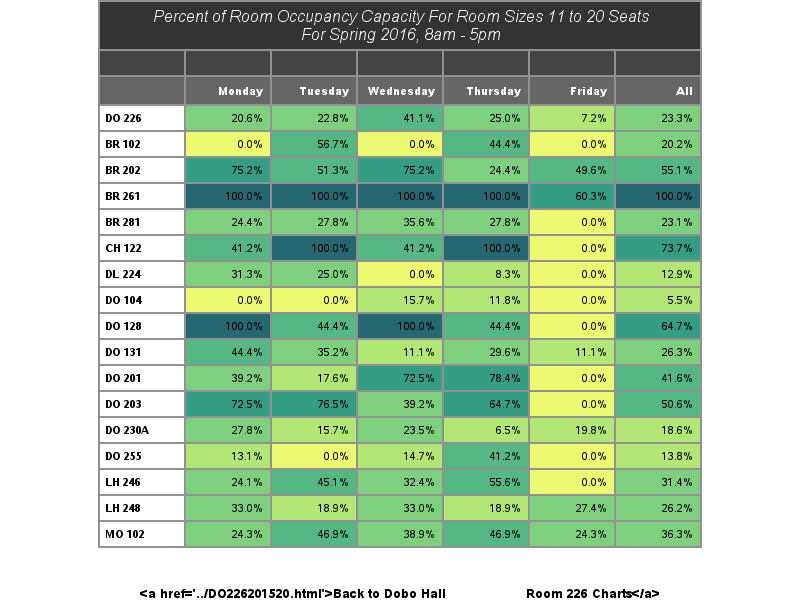 Percent of Room Occupancy Capacity For Room Sizes 11 to 20 Seats
For Spring 2016, 8am - 5pm
Monday Tuesday Wednesday Thursday Friday All
DO 226 20.6% 22.8% 41.1% 25.0% 7.2% 23.3%
BR 102 0.0% 56.7% 0.0% 44.4% 0.0% 20.2%
BR 202 75.2% 51.3% 75.2% 24.4% 49.6% 55.1%
BR 261 100.0% 100.0% 100.0% 100.0% 60.3% 100.0%
BR 281 24.4% 27.8% 35.6% 27.8% 0.0% 23.1%
CH 122 41.2% 100.0% 41.2% 100.0% 0.0% 73.7%
DL 224 31.3% 25.0% 0.0% 8.3% 0.0% 12.9%
DO 104 0.0% 0.0% 15.7% 11.8% 0.0% 5.5%
DO 128 100.0% 44.4% 100.0% 44.4% 0.0% 64.7%
DO 131 44.4% 35.2% 11.1% 29.6% 11.1% 26.3%
DO 201 39.2% 17.6% 72.5% 78.4% 0.0% 41.6%
DO 203 72.5% 76.5% 39.2% 64.7% 0.0% 50.6%
DO 230A 27.8% 15.7% 23.5% 6.5% 19.8% 18.6%
DO 255 13.1% 0.0% 14.7% 41.2% 0.0% 13.8%
LH 246 24.1% 45.1% 32.4% 55.6% 0.0% 31.4%
LH 248 33.0% 18.9% 33.0% 18.9% 27.4% 26.2%
MO 102 24.3% 46.9% 38.9% 46.9% 24.3% 36.3%
<a href='../DO226201520.html'>Back to Dobo Hall Room 226 Charts</a>